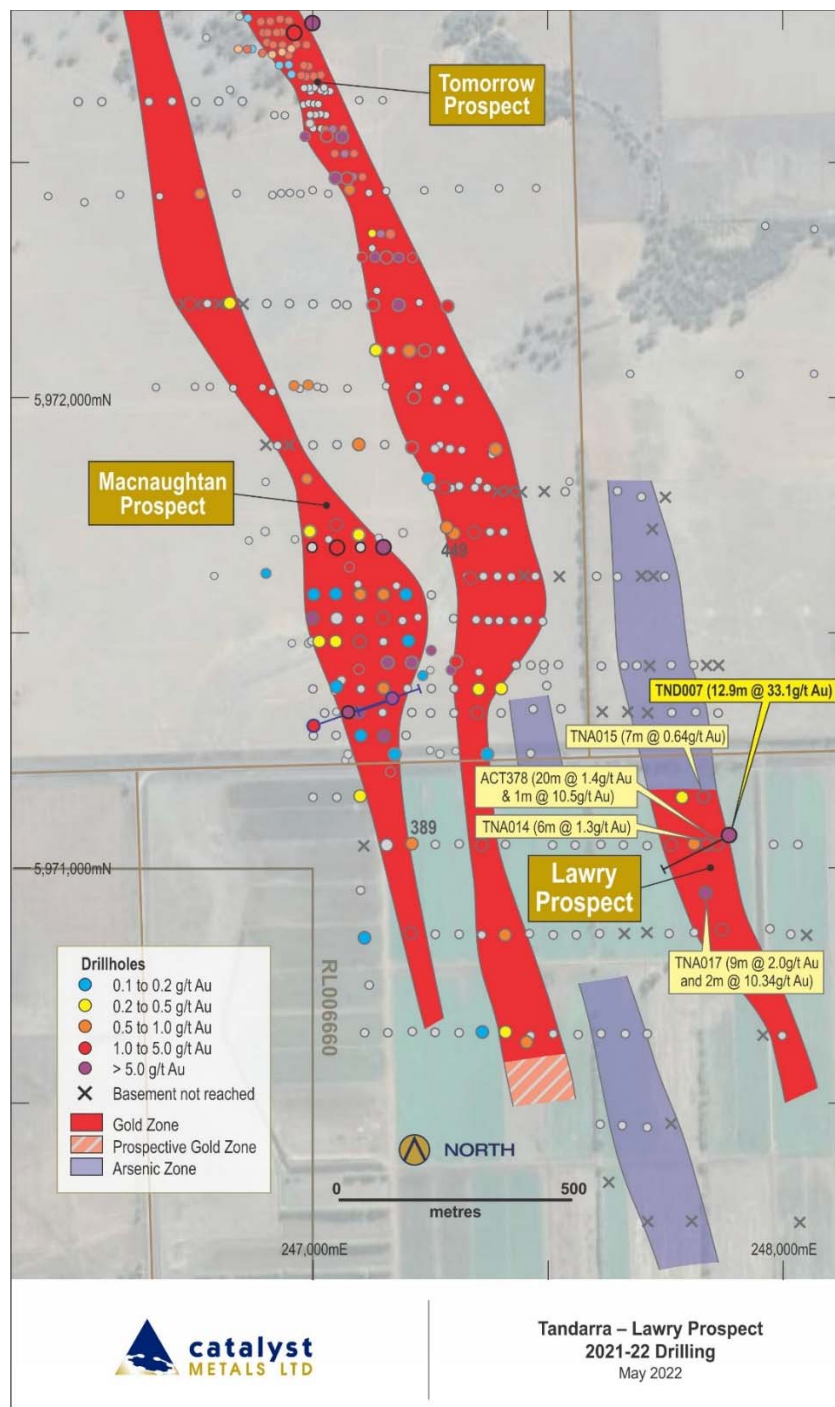 Tomorrow
Prospect
5,972,000mN
Macnaughtan
Prospect
449
TND007 (12.9m @ 33.1g/t Au)
TNA015 (7m @ 0.64g/t Au)
ACT378 (20m @ 1.4g/t Au
& 1m @ 10.5g/t Au)
TNA014 (6m @ 1.3g/t Au)
389
5,971,000mN
Lawry
Prospect
TNA017 (9m @ 2.0g/t Au
and 2m @ 10.34g/t Au)
RL006660
Drillholes
0.1 to 0.2 g/t Au
0.2 to 0.5 g/t Au
0.5 to 1.0 g/t Au
1.0 to 5.0 g/t Au
> 5.0 g/t Au
Basement not reached
Gold Zone
Prospective Gold Zone
Arsenic Zone
NORTH
0 500
metres
247,000mE
248,000mE
catalyst
METALS LTD
Tandarra – Lawry Prospect
2021-22 Drilling
May 2022